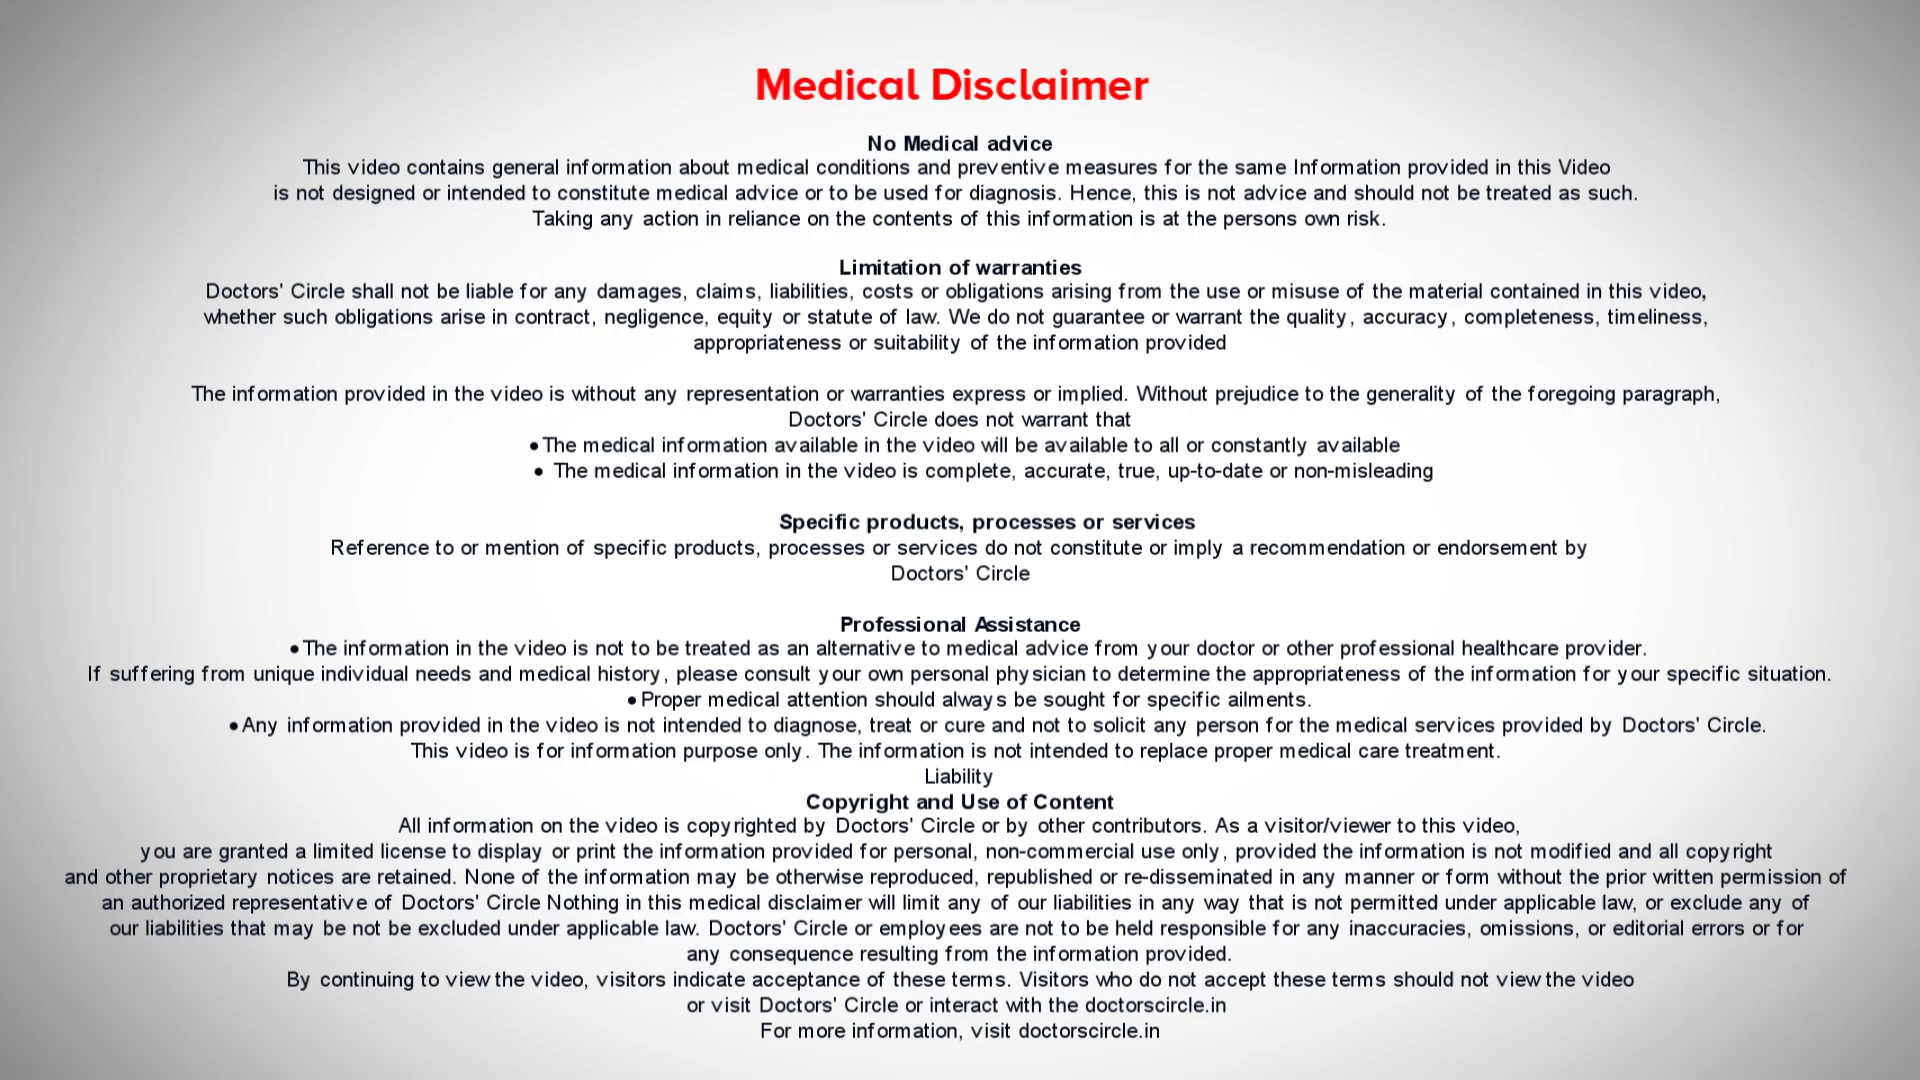 Medical Disclaimer
No Medical advice
This video contains general information about medical conditions and preventive measures for the same Information provided in this Video
is not designed or intended to constitute medical advice or to be used for diagnosis. Hence, this is not advice and should not be treated as such.
Taking any action in reliance on the contents of this information is at the persons own risk.
Limitation of warranties
Doctors' Circle shall not be liable for any damages, claims, liabilities, costs or obligations arising from the use or misuse of the material contained in this video,
whether such obligations arise in contract, negligence, equity or statute of law. We do not guarantee or warrant the quality, accuracy, completeness, timeliness,
appropriateness or suitability of the information provided
The information provided in the video is without any representation or warranties express or implied. Without prejudice to the generality of the foregoing paragraph,
Doctors' Circle does not warrant that
•The medical information available in the video will be available to all or constantly available
• The medical information in the video is complete, accurate, true, up-to-date or non-misleading
Specific products, processes or services
Reference to or mention of specific products, processes or services do not constitute or imply a recommendation or endorsement by
Doctors' Circle
Professional Assistance
•The information in the video is not to be treated as an alternative to medical advice from your doctor or other professional healthcare provider.
If suffering from unique individual needs and medical history, please consult your own personal physician to determine the appropriateness of the information for your specific situation.
•Proper medical attention should always be sought for specific ailments.
•Any information provided in the video is not intended to diagnose, treat or cure and not to solicit any person for the medical services provided by Doctors' Circle.
This video is for information purpose only. The information is not intended to replace proper medical care treatment.
Liability
Copyright and Use of Content
All information on the video is copyrighted by Doctors' Circle or by other contributors. As a visitor/viewer to this video,
you are granted a limited license to display or print the information provided for personal, non-commercial use only, provided the information is not modified and all copyright
and other proprietary notices are retained. None of the information may be otherwise reproduced, republished or re-disseminated in any manner or form without the prior written permission of
an authorized representative of Doctors' Circle Nothing in this medical disclaimer will limit any of our liabilities in any way that is not permitted under applicable law, or exclude any of
our liabilities that may be not be excluded under applicable law. Doctors' Circle or employees are not to be held responsible for any inaccuracies, omissions, or editorial errors or for
any consequence resulting from the information provided.
By continuing to view the video, visitors indicate acceptance of these terms. Visitors who do not accept these terms should not view the video
or visit Doctors' Circle or interact with the doctorscircle.in
For more information, visit doctorscircle.in